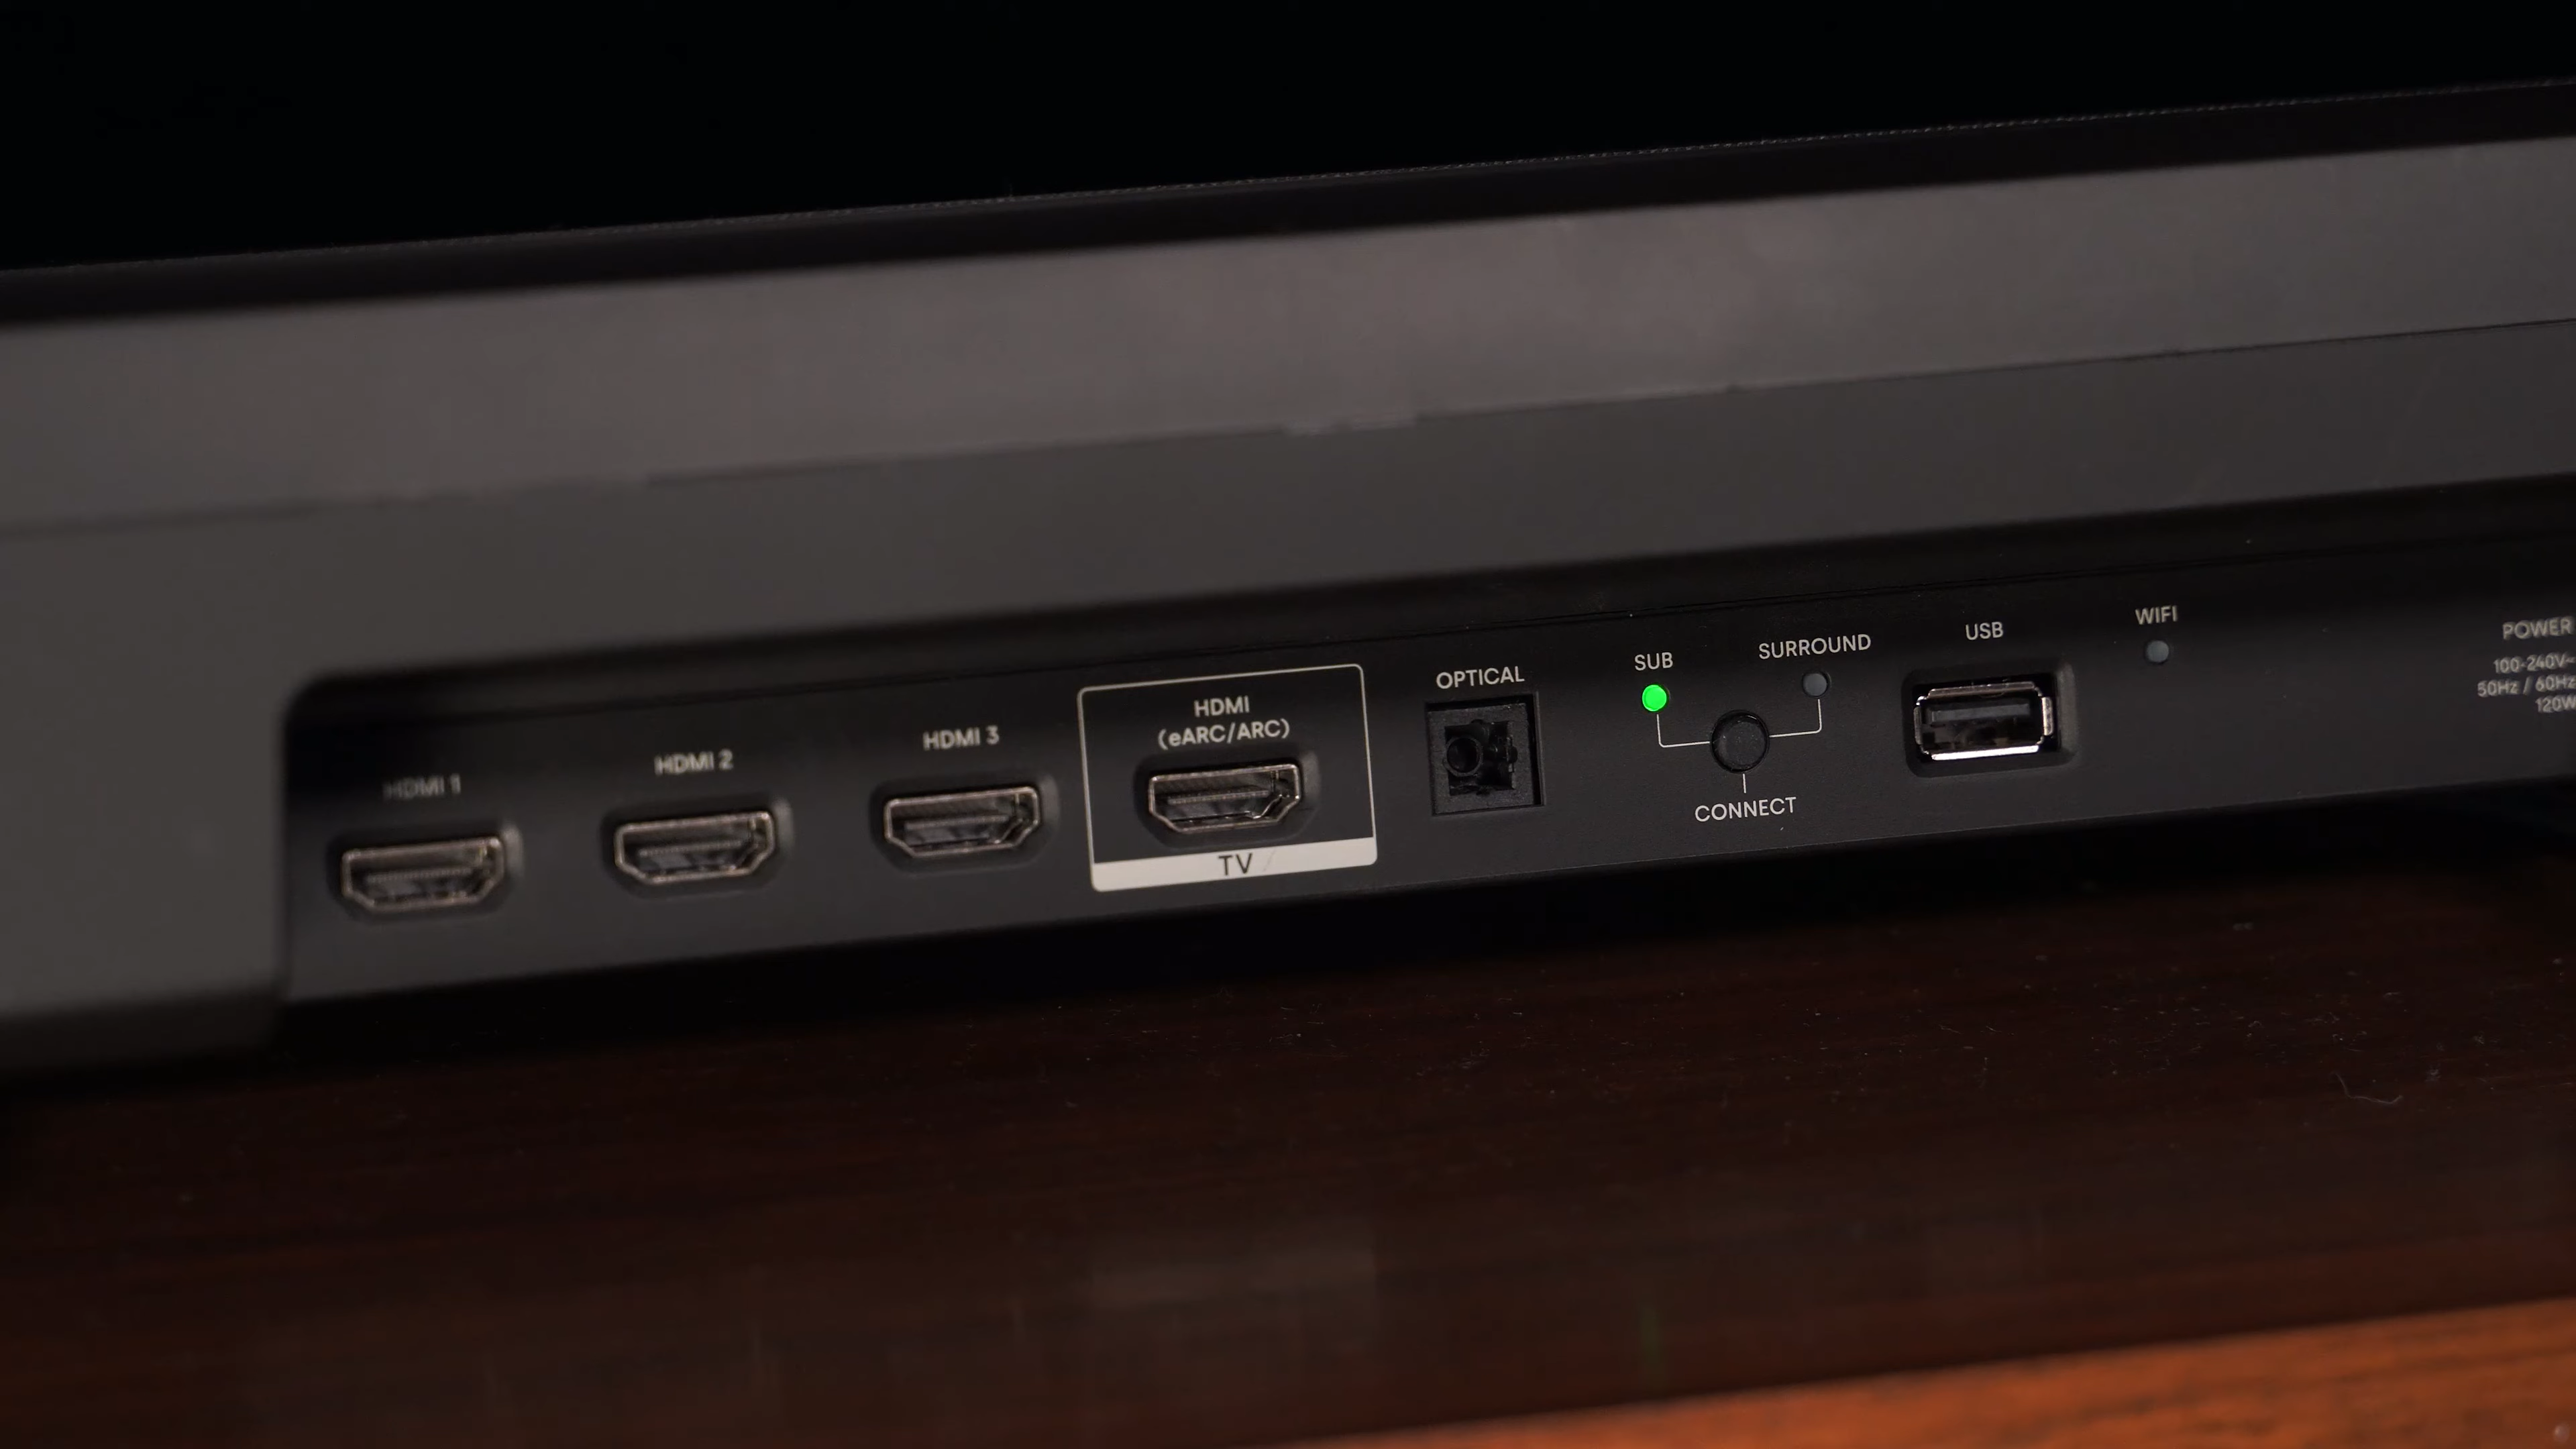 HDMI 1
HDMI 2
HDMI 3
HDMI
(eARC/ARC)
TV
OPTICAL
SUB
SURROUND
CONNECT
USB
WIFI
POWER
100-240V~
50Hz / 60Hz
120W